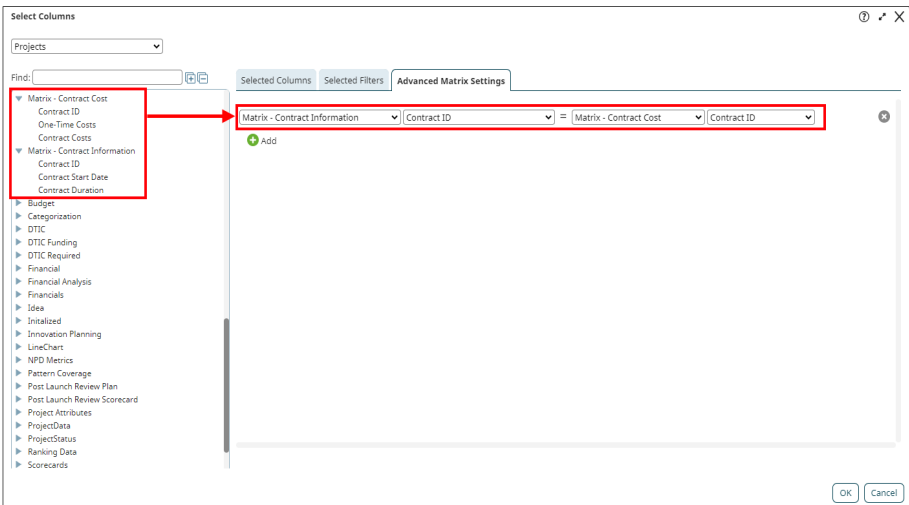 Select Columns
Projects
Find:
Selected Columns Selected Filters Advanced Matrix Settings
Matrix - Contract Cost
Contract ID
One-Time Costs
Contract Costs
Matrix - Contract Information
Contract ID
Contract Start Date
Contract Duration
Budget
Categorization
DTIC
DTIC Funding
DTIC Required
Financial
Financial Analysis
Financials
Idea
Initalized
Innovation Planning
LineChart
NPD Metrics
Pattern Coverage
Post Launch Review Plan
Post Launch Review Scorecard
Project Attributes
ProjectData
ProjectStatus
Ranking Data
Scorecards
Matrix - Contract Information Contract ID = Matrix - Contract Cost Contract ID
Add
OK Cancel